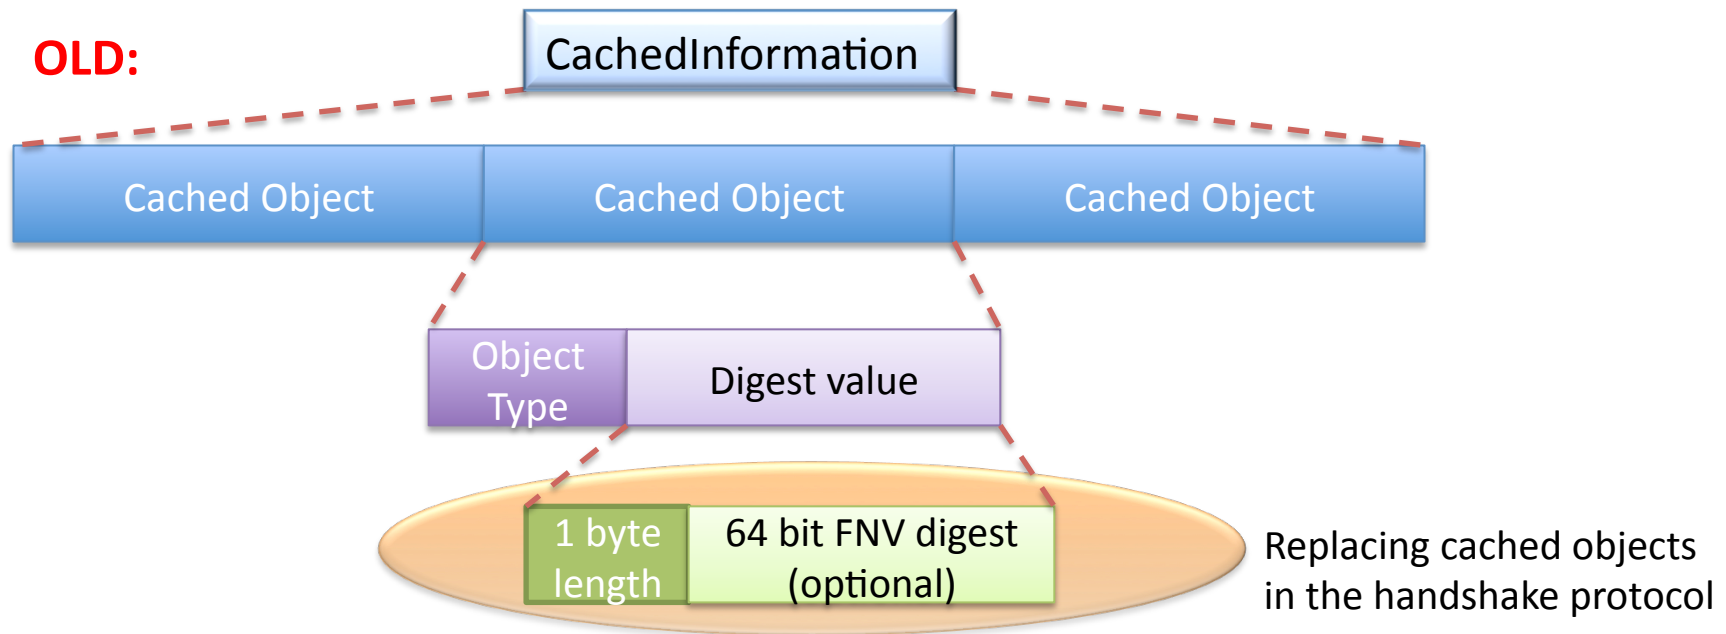 OLD:
CachedInformation
Cached Object
Cached Object
Cached Object
Object
Type
Digest value
1 byte
length
64 bit FNV digest
(optional)
Replacing cached objects
in the handshake protocol